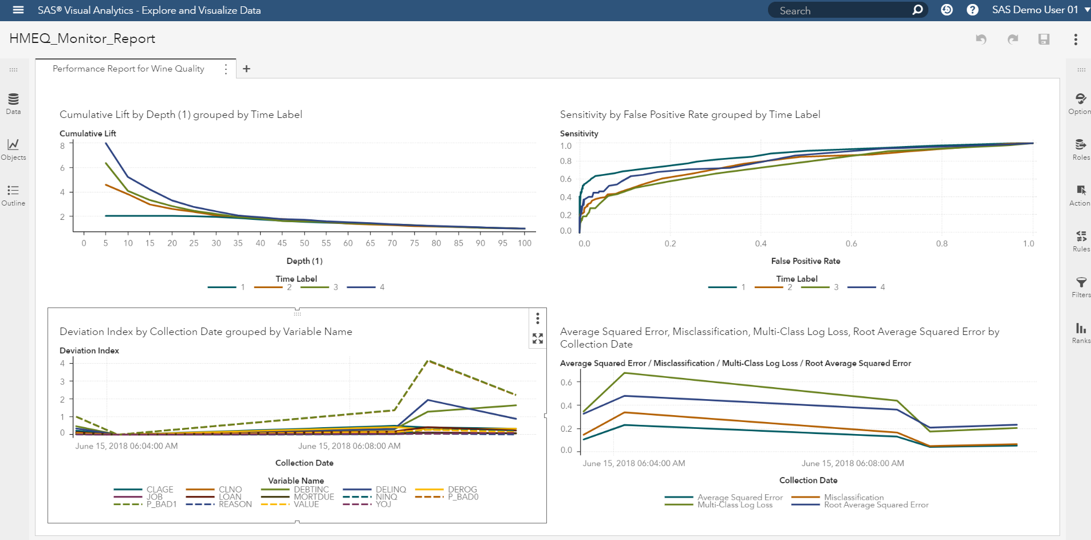 SAS® Visual Analytics - Explore and Visualize Data
Search
SAS Demo User 01
HMEQ_Monitor_Report
Performance Report for Wine Quality
Data
Objects
Outline
Cumulative Lift by Depth (1) grouped by Time Label
Cumulative Lift
8
6
4
2
0 5 10 15 20 25 30 35 40 45 50 55 60 65 70 75 80 85 90 95 100
Depth (1)
Time Label
1 2 3 4
Sensitivity by False Positive Rate grouped by Time Label
Sensitivity
1.0
0.8
0.6
0.4
0.2
0.0
0.0 0.2 0.4 0.6 0.8 1.0
False Positive Rate
Time Label
1 2 3 4
Deviation Index by Collection Date grouped by Variable Name
Deviation Index
4
3
2
1
0
June 15, 2018 06:04:00 AM June 15, 2018 06:08:00 AM
Collection Date
Variable Name
CLAGE CLNO DEBTINC DELINQ DEROG
JOB LOAN MORTDUE NINQ P_BAD0
P_BAD1 REASON VALUE YOJ
Average Squared Error, Misclassification, Multi-Class Log Loss, Root Average Squared Error by
Collection Date
Average Squared Error / Misclassification / Multi-Class Log Loss / Root Average Squared Error
0.6
0.4
0.2
0.0
June 15, 2018 06:04:00 AM June 15, 2018 06:08:00 AM
Collection Date
Average Squared Error Misclassification
Multi-Class Log Loss Root Average Squared Error
Option
Roles
Action
Rules
Filters
Ranks